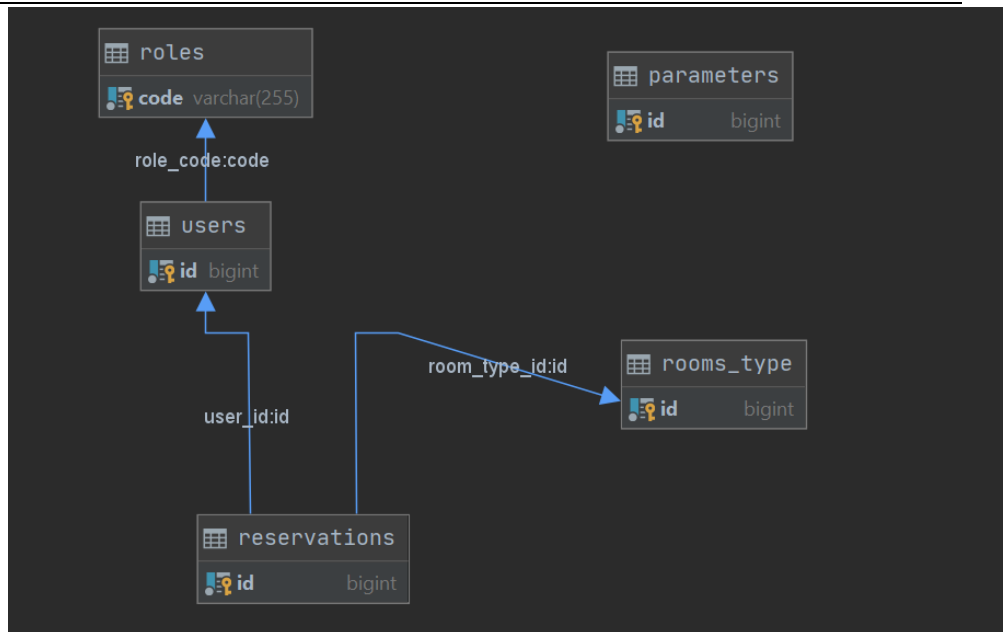 roles
code varchar(255)
parameters
id bigint
role_code:code
users
id bigint
rooms_type
id bigint
room_type_id:id
user_id:id
reservations
id bigint